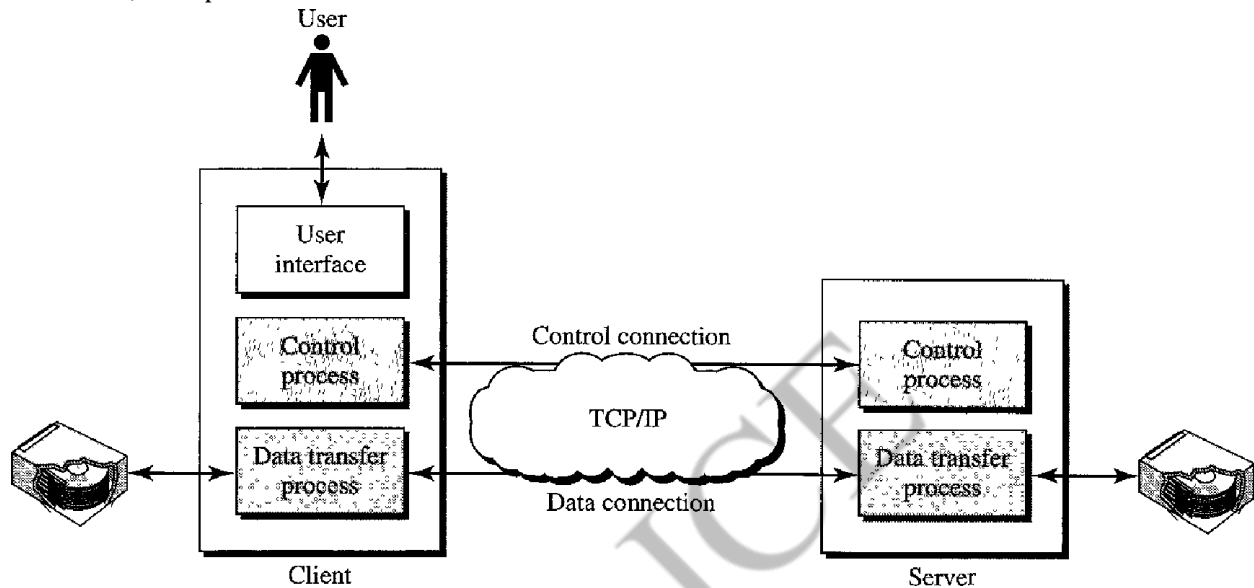 User
User
interface
Control
process
Data transfer
process
Client
Control connection
TCP/IP
Data connection
Control
process
Data transfer
process
Server
ICE